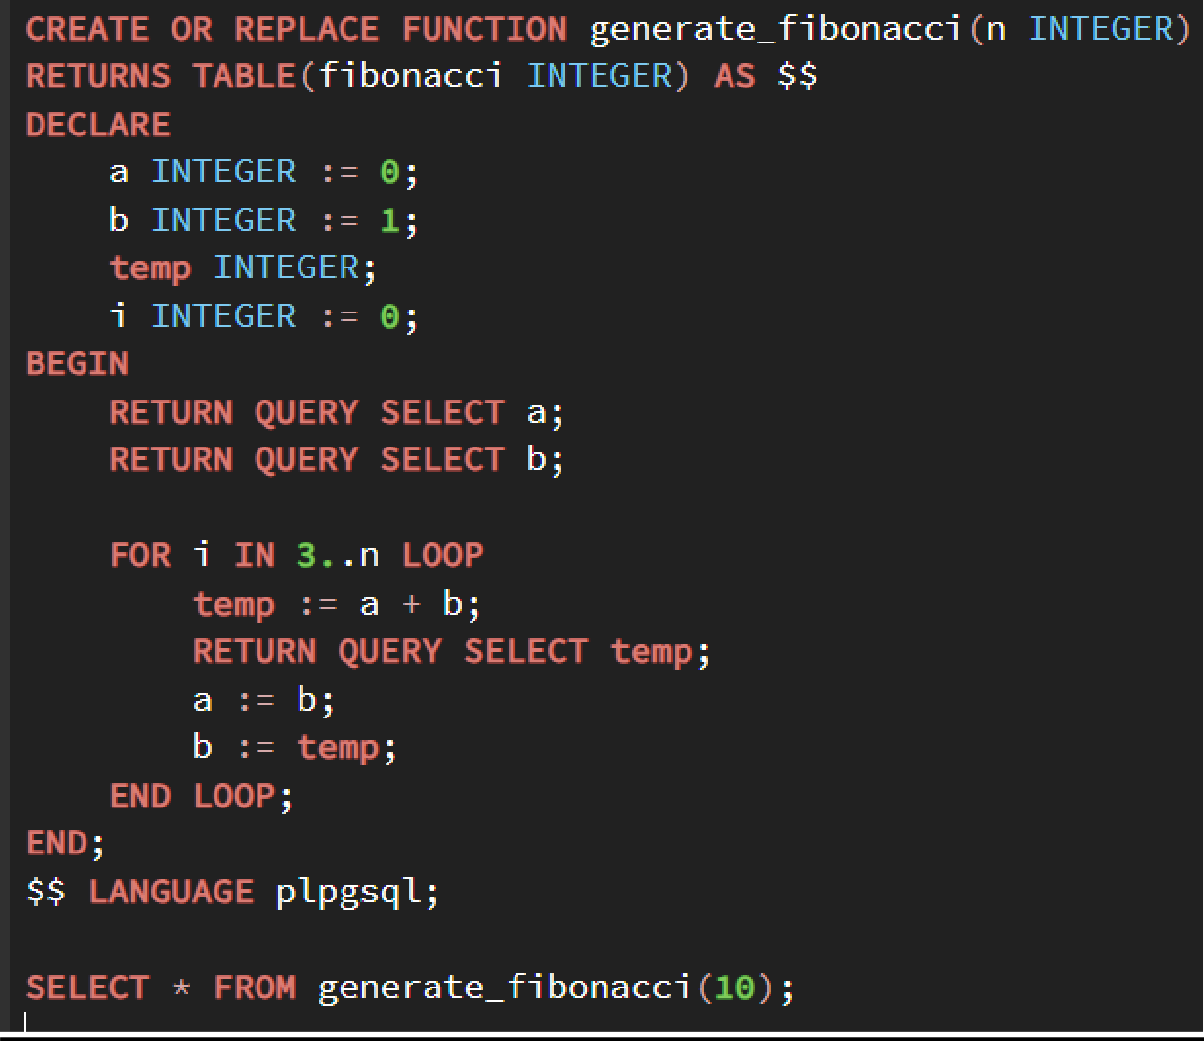 CREATE OR REPLACE FUNCTION generate_fibonacci(n INTEGER)
RETURNS TABLE(fibonacci INTEGER) AS $$
DECLARE
    a INTEGER := 0;
    b INTEGER := 1;
    temp INTEGER;
    i INTEGER := 0;
BEGIN
    RETURN QUERY SELECT a;
    RETURN QUERY SELECT b;

    FOR i IN 3..n LOOP
        temp := a + b;
        RETURN QUERY SELECT temp;
        a := b;
        b := temp;
    END LOOP;
END;
$$ LANGUAGE plpgsql;

SELECT * FROM generate_fibonacci(10);